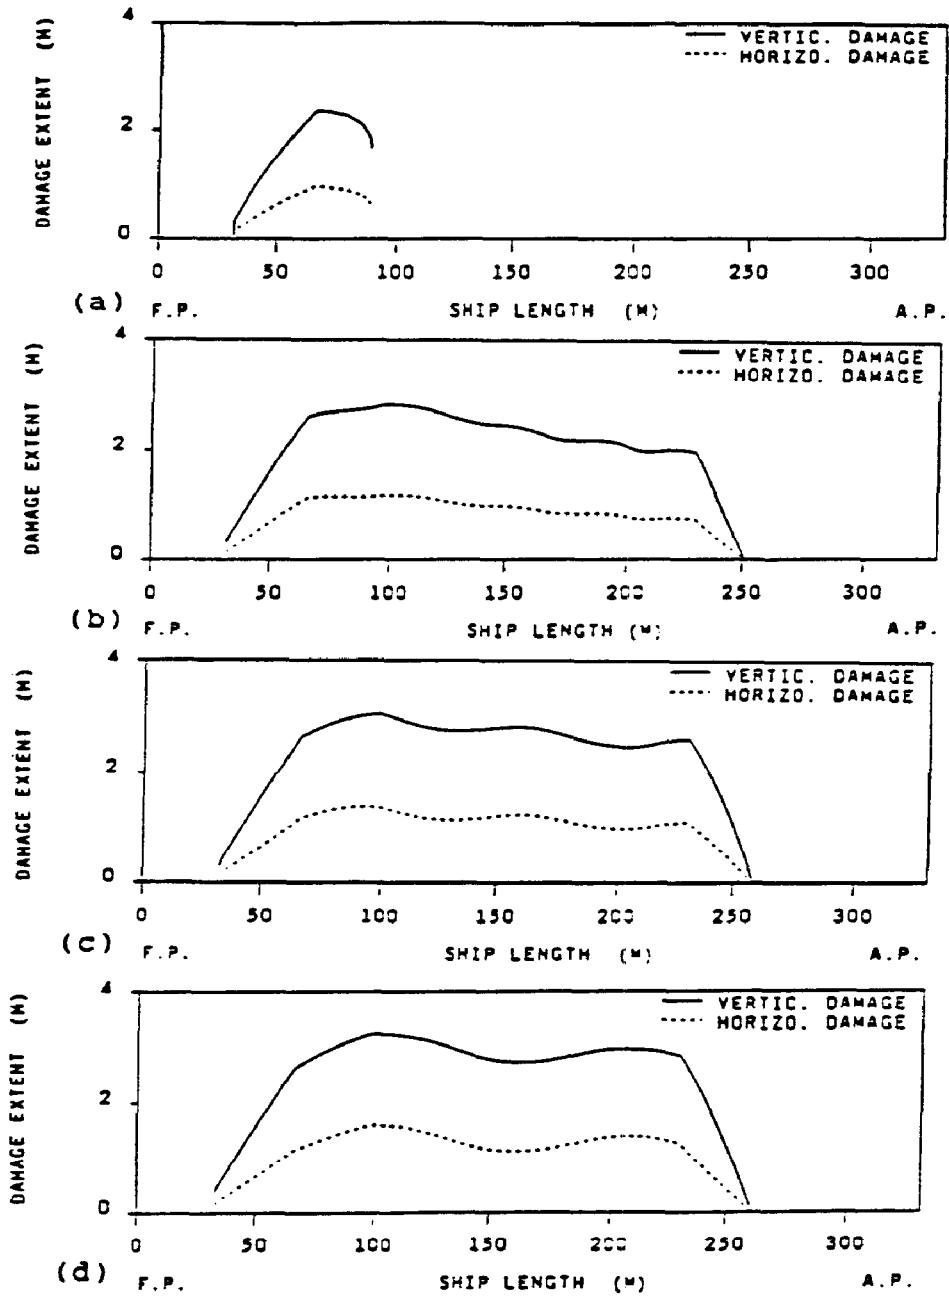 4
VERTIC. DAMAGE
HORIZO. DAMAGE
DAMAGE EXTENT (M)
2
0
0 50 100 150 200 250 300
(a) F.P. SHIP LENGTH (M) A.P.
4
VERTIC. DAMAGE
HORIZO. DAMAGE
DAMAGE EXTENT (M)
2
0
0 50 100 150 200 250 300
(b) F.P. SHIP LENGTH (M) A.P.
4
VERTIC. DAMAGE
HORIZO. DAMAGE
DAMAGE EXTENT (M)
2
0
0 50 100 150 200 250 300
(c) F.P. SHIP LENGTH (M) A.P.
4
VERTIC. DAMAGE
HORIZO. DAMAGE
DAMAGE EXTENT (M)
2
0
0 50 100 150 200 250 300
(d) F.P. SHIP LENGTH (M) A.P.